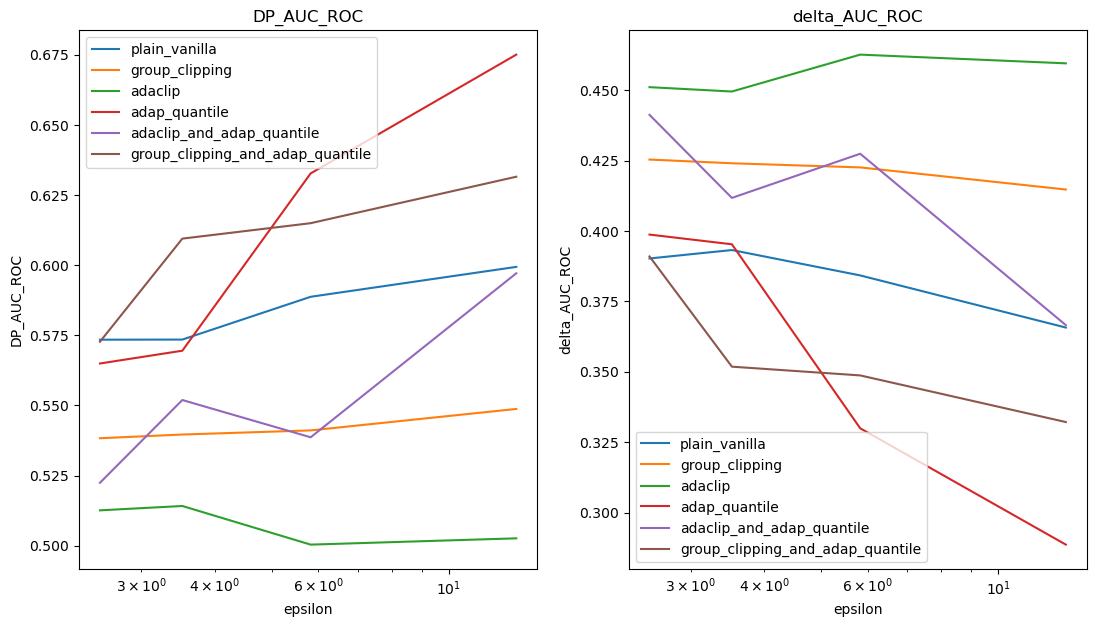 DP_AUC_ROC
plain_vanilla
group_clipping
adaclip
adap_quantile
adaclip_and_adap_quantile
group_clipping_and_adap_quantile
0.675
0.650
0.625
0.600
0.575
0.550
0.525
0.500
DP_AUC_ROC
3 × 10⁰
4 × 10⁰
6 × 10⁰
10¹
epsilon
delta_AUC_ROC
0.450
0.425
0.400
0.375
0.350
0.325
0.300
delta_AUC_ROC
plain_vanilla
group_clipping
adaclip
adap_quantile
adaclip_and_adap_quantile
group_clipping_and_adap_quantile
3 × 10⁰
4 × 10⁰
6 × 10⁰
10¹
epsilon